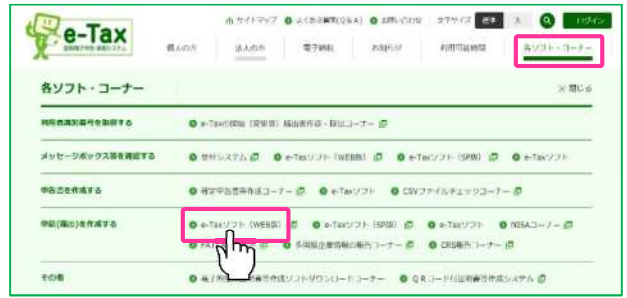 サイトマップ よくある質問(Q&A) お問い合わせ 文字サイズ 標準 大 ログイン
e-Tax
国税電子申告・納税システム
個人の方 法人の方 電子納税 お知らせ 利用可能時間 各ソフト・コーナー
各ソフト・コーナー
閉じる
利用者識別番号を取得する e-Taxの開始(変更等)届出書作成・提出コーナー
メッセージボックス等を確認する 受付システム e-Taxソフト(WEB版) e-Taxソフト(SP版) e-Taxソフト
申告書を作成する 確定申告書等作成コーナー e-Taxソフト CSVファイルチェックコーナー
申請(届出)を作成する e-Taxソフト(WEB版) e-Taxソフト(SP版) e-Taxソフト NISAコーナー
多国籍企業情報の報告コーナー CRS報告コーナー
その他 QRコード付証明書等作成システム